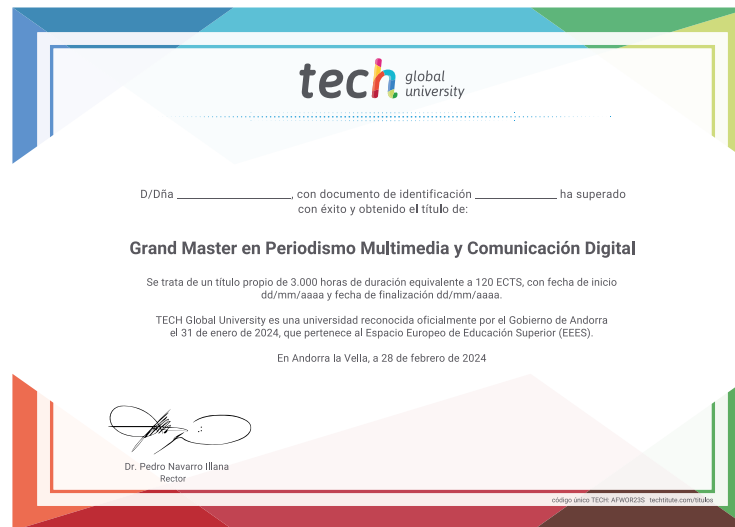 tech global
university
D/Dña ____________________, con documento de identificación ______________ ha superado
con éxito y obtenido el título de:
Grand Master en Periodismo Multimedia y Comunicación Digital
Se trata de un título propio de 3.000 horas de duración equivalente a 120 ECTS, con fecha de inicio
dd/mm/aaaa y fecha de finalización dd/mm/aaaa.
TECH Global University es una universidad reconocida oficialmente por el Gobierno de Andorra
el 31 de enero de 2024, que pertenece al Espacio Europeo de Educación Superior (EEES).
En Andorra la Vella, a 28 de febrero de 2024
Dr. Pedro Navarro Illana
Rector
código único TECH: AFWOR23S techtitute.com/titulos